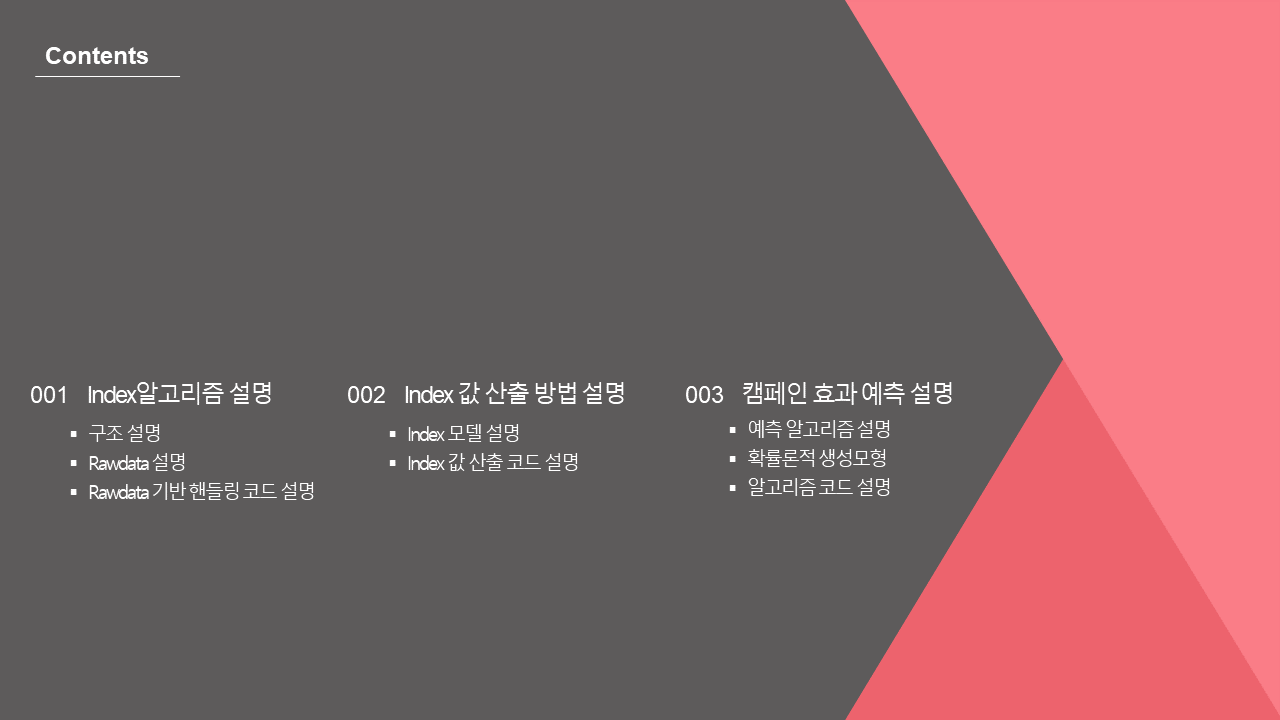 Contents
001 Index알고리즘 설명
▪ 구조 설명
▪ Rawdata 설명
▪ Rawdata 기반 핸들링 코드 설명
002 Index 값 산출 방법 설명
▪ Index 모델 설명
▪ Index 값 산출 코드 설명
003 캠페인 효과 예측 설명
▪ 예측 알고리즘 설명
▪ 확률론적 생성모형
▪ 알고리즘 코드 설명